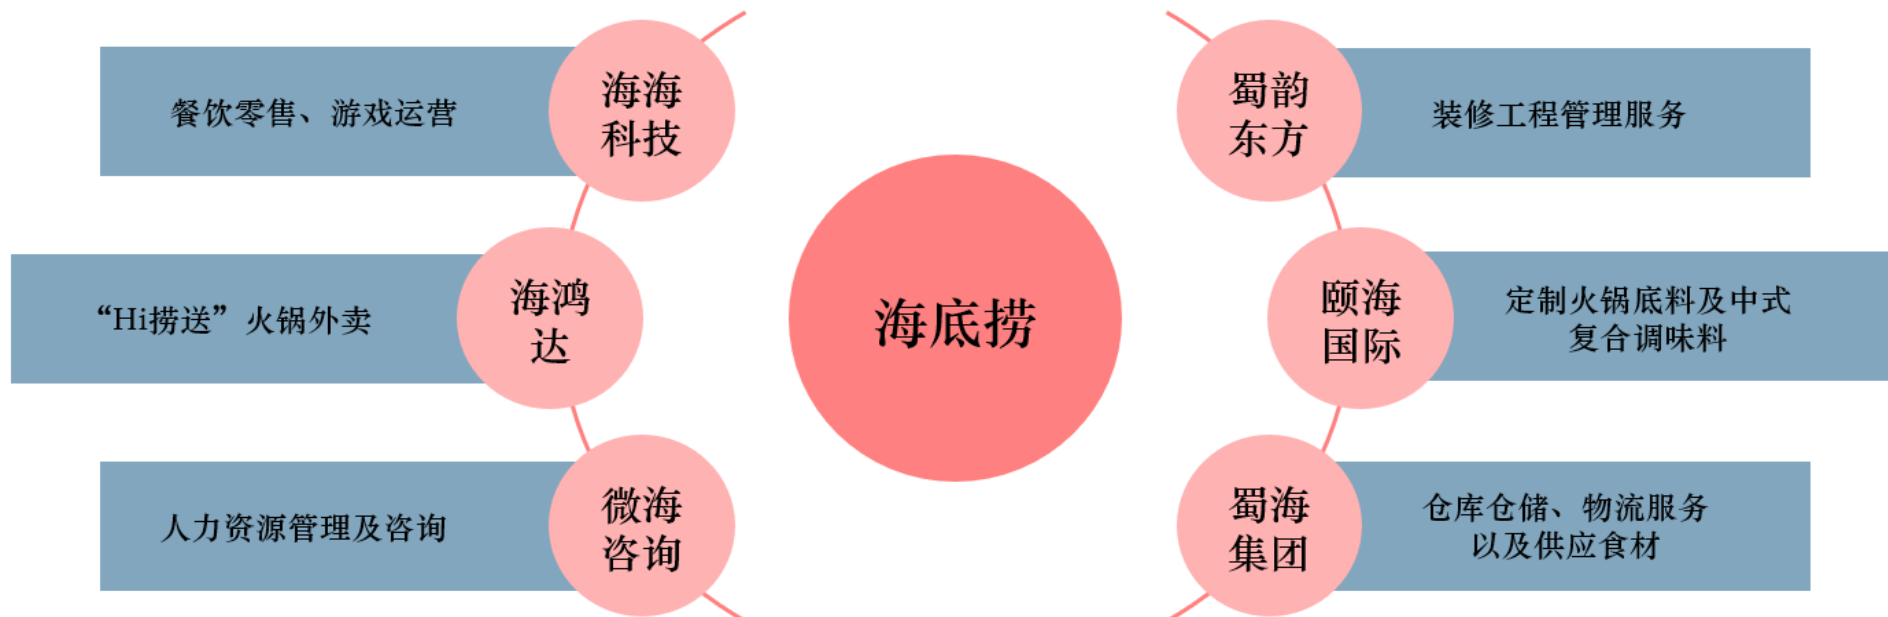 餐饮零售、游戏运营
海海
科技
“Hi捞送”火锅外卖
海鸿
达
人力资源管理及咨询
微海
咨询
海底捞
蜀韵
东方
装修工程管理服务
颐海
国际
定制火锅底料及中式
复合调味料
蜀海
集团
仓库仓储、物流服务
以及供应食材